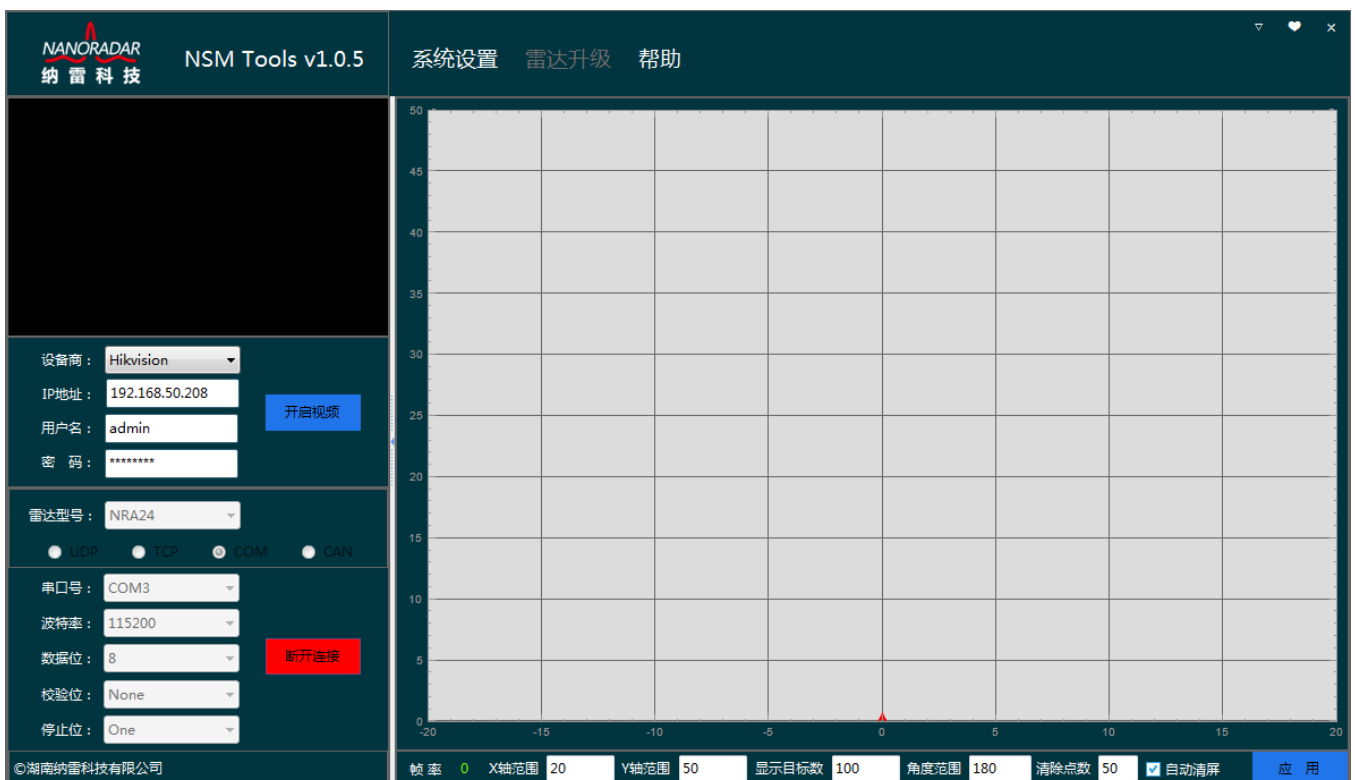 NANORADAR
纳雷科技
NSM Tools v1.0.5
系统设置 雷达升级 帮助
设备商： Hikvision
IP地址： 192.168.50.208
开启视频
用户名： admin
密 码： ********
雷达型号： NRA24
UDP TCP COM CAN
串口号： COM3
波特率： 115200
数据位： 8
断开连接
校验位： None
停止位： One
©湖南纳雷科技有限公司
50
45
40
35
30
25
20
15
10
5
0
-20 -15 -10 -5 0 5 10 15 20
帧 率 0 X轴范围 20 Y轴范围 50 显示目标数 100 角度范围 180 清除点数 50 自动清屏 应 用